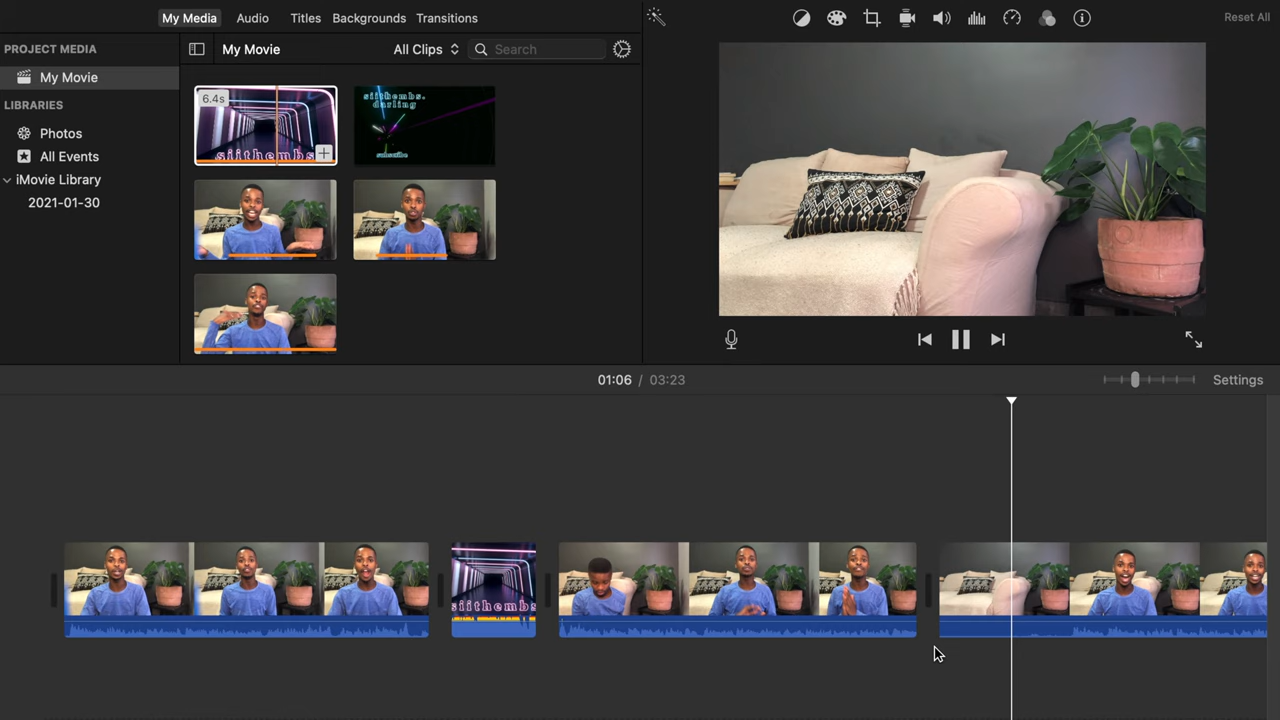 My Media Audio Titles Backgrounds Transitions
Reset All
PROJECT MEDIA
My Movie
All Clips
Search
My Movie
LIBRARIES
Photos
All Events
iMovie Library
2021-01-30
6.4s
siithembs
siithembs.
darling
subscribe
01:06 / 03:23
Settings
siithembs